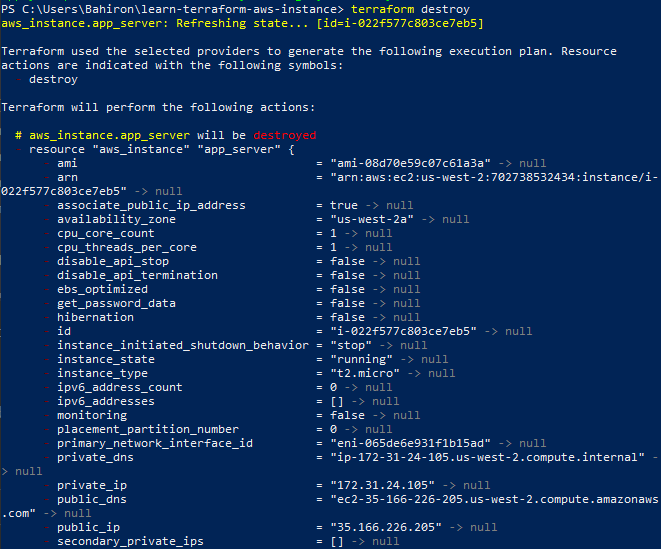 PS C:\Users\Bahiron\learn-terraform-aws-instance> terraform destroy
aws_instance.app_server: Refreshing state... [id=i-022f577c803ce7eb5]
Terraform used the selected providers to generate the following execution plan. Resource
actions are indicated with the following symbols:
destroy
Terraform will perform the following actions:
# aws_instance.app_server will be destroyed
resource "aws_instance" "app_server" {
ami = "ami-08d70e59c07c61a3a" -> null
arn = "arn:aws:ec2:us-west-2:702738532434:instance/i-
022f577c803ce7eb5" -> null
associate_public_ip_address = true -> null
availability_zone = "us-west-2a" -> null
cpu_core_count = 1 -> null
cpu_threads_per_core = 1 -> null
disable_api_stop = false -> null
disable_api_termination = false -> null
ebs_optimized = false -> null
get_password_data = false -> null
hibernation = false -> null
id = "i-022f577c803ce7eb5" -> null
instance_initiated_shutdown_behavior = "stop" -> null
instance_state = "running" -> null
instance_type = "t2.micro" -> null
ipv6_address_count = 0 -> null
ipv6_addresses = [] -> null
monitoring = false -> null
placement_partition_number = 0 -> null
primary_network_interface_id = "eni-065de6e931f1b15ad" -> null
private_dns = "ip-172-31-24-105.us-west-2.compute.internal" -
> null
private_ip = "172.31.24.105" -> null
public_dns = "ec2-35-166-226-205.us-west-2.compute.amazonaws
.com" -> null
public_ip = "35.166.226.205" -> null
secondary_private_ips = [] -> null